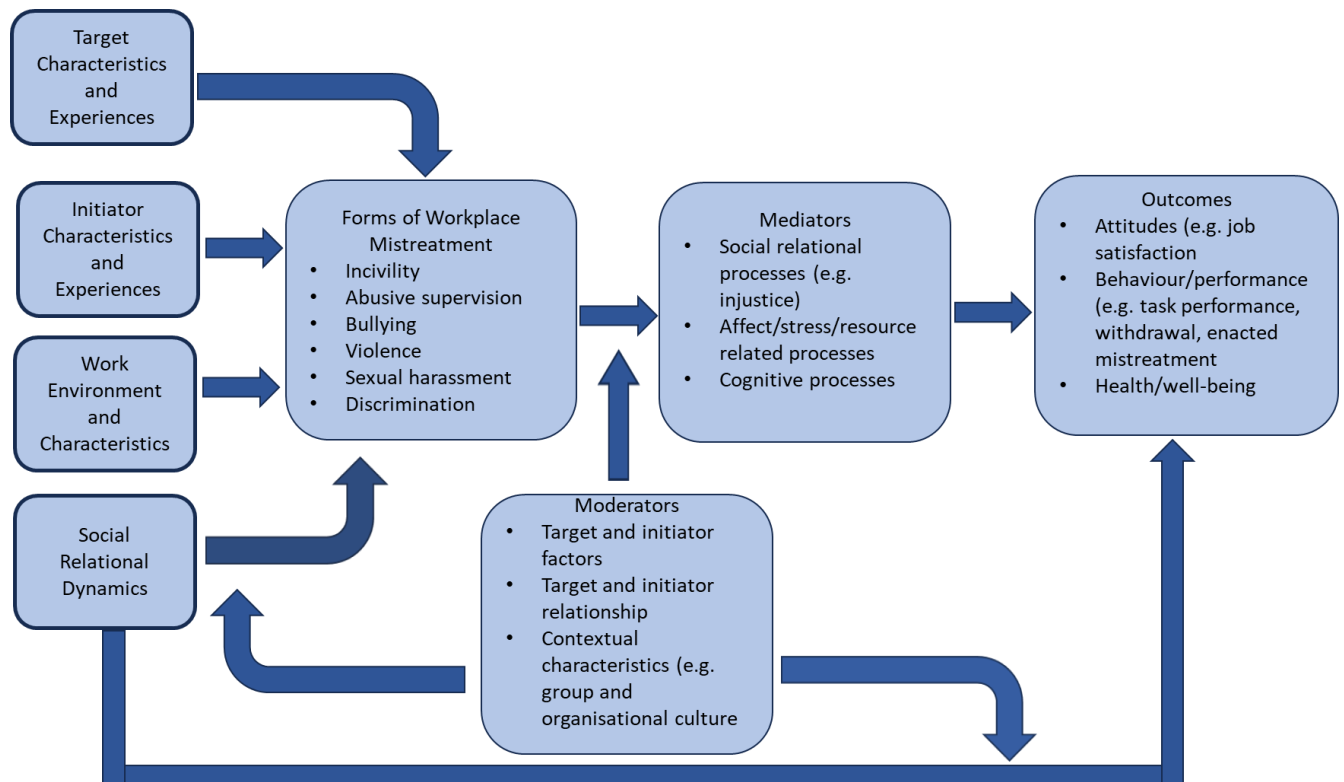 Target
Characteristics
and
Experiences
Initiator
Characteristics
and
Experiences
Work
Environment
and
Characteristics
Social
Relational
Dynamics
Forms of Workplace
Mistreatment
• Incivility
• Abusive supervision
• Bullying
• Violence
• Sexual harassment
• Discrimination
Mediators
• Social relational
processes (e.g.
injustice)
• Affect/stress/resource
related processes
• Cognitive processes
Moderators
• Target and initiator
factors
• Target and initiator
relationship
• Contextual
characteristics (e.g.
group and
organisational culture
Outcomes
• Attitudes (e.g. job
satisfaction
• Behaviour/performance
(e.g. task performance,
withdrawal, enacted
mistreatment
• Health/well-being